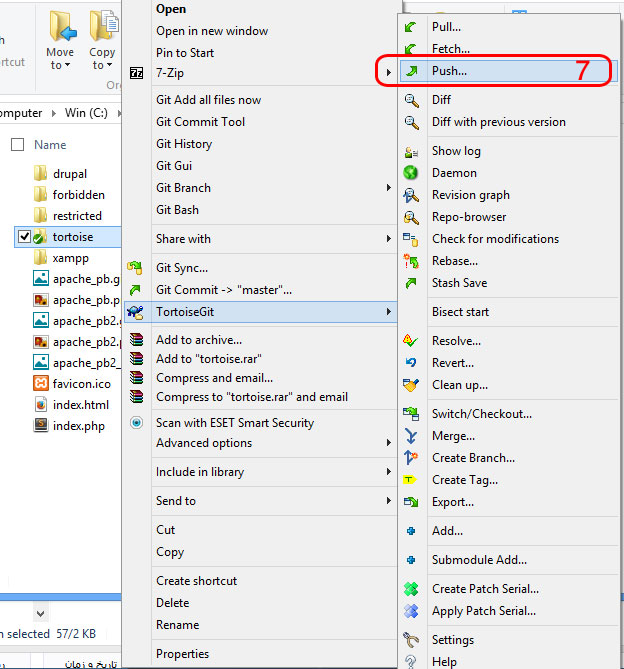 Move
to
Copy
to
Win (C:)
Name
drupal
forbidden
restricted
tortoise
xampp
apache_pb.g
apache_pb.p
apache_pb2.
apache_pb2.
apache_pb2_
favicon.ico
index.html
index.php
selected 57/2 KB
تاریخ و زمان
Open
Open in new window
Pin to Start
7-Zip
Git Add all files now
Git Commit Tool
Git History
Git Gui
Git Branch
Git Bash
Share with
Git Sync...
Git Commit -> "master"...
TortoiseGit
Add to archive...
Add to "tortoise.rar"
Compress and email...
Compress to "tortoise.rar" and email
Scan with ESET Smart Security
Advanced options
Include in library
Send to
Cut
Copy
Create shortcut
Delete
Rename
Properties
Pull...
Fetch...
Push... 7
Diff
Diff with previous version
Show log
Daemon
Revision graph
Repo-browser
Check for modifications
Rebase...
Stash Save
Bisect start
Resolve...
Revert...
Clean up...
Switch/Checkout...
Merge...
Create Branch...
Create Tag...
Export...
Add...
Submodule Add...
Create Patch Serial...
Apply Patch Serial...
Settings
Help